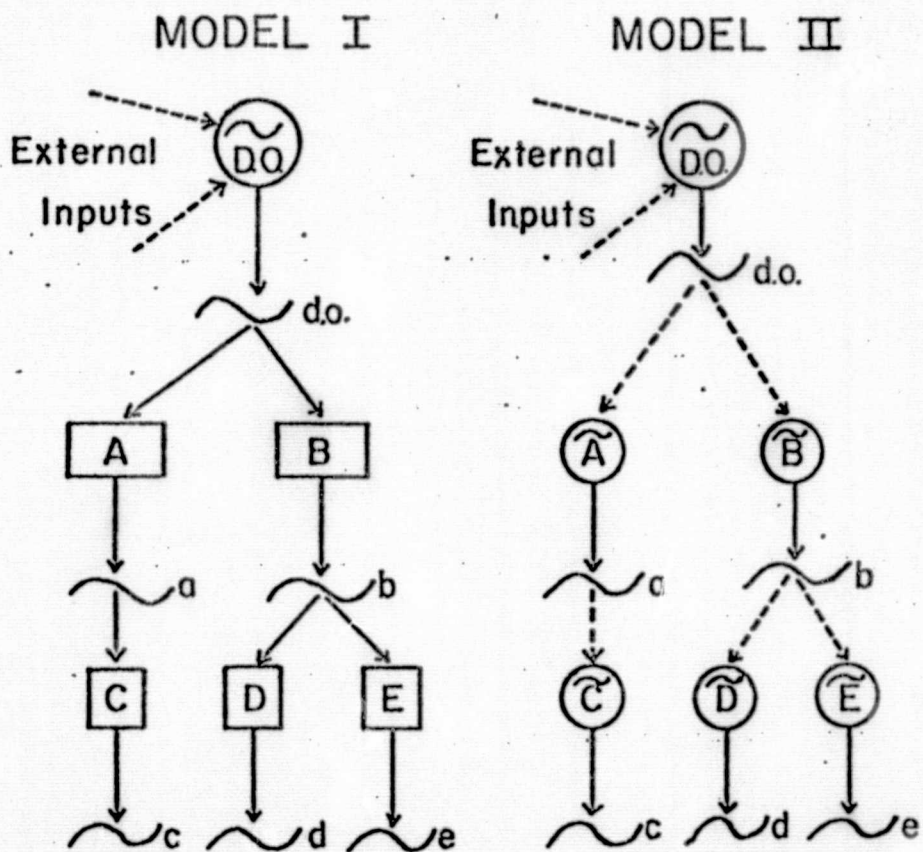 MODEL I
MODEL II
External
Inputs
D.O.
d.o.
A
B
a
b
C
D
E
c
d
e
External
Inputs
D.O.
d.o.
A
B
a
b
C
D
E
c
d
e